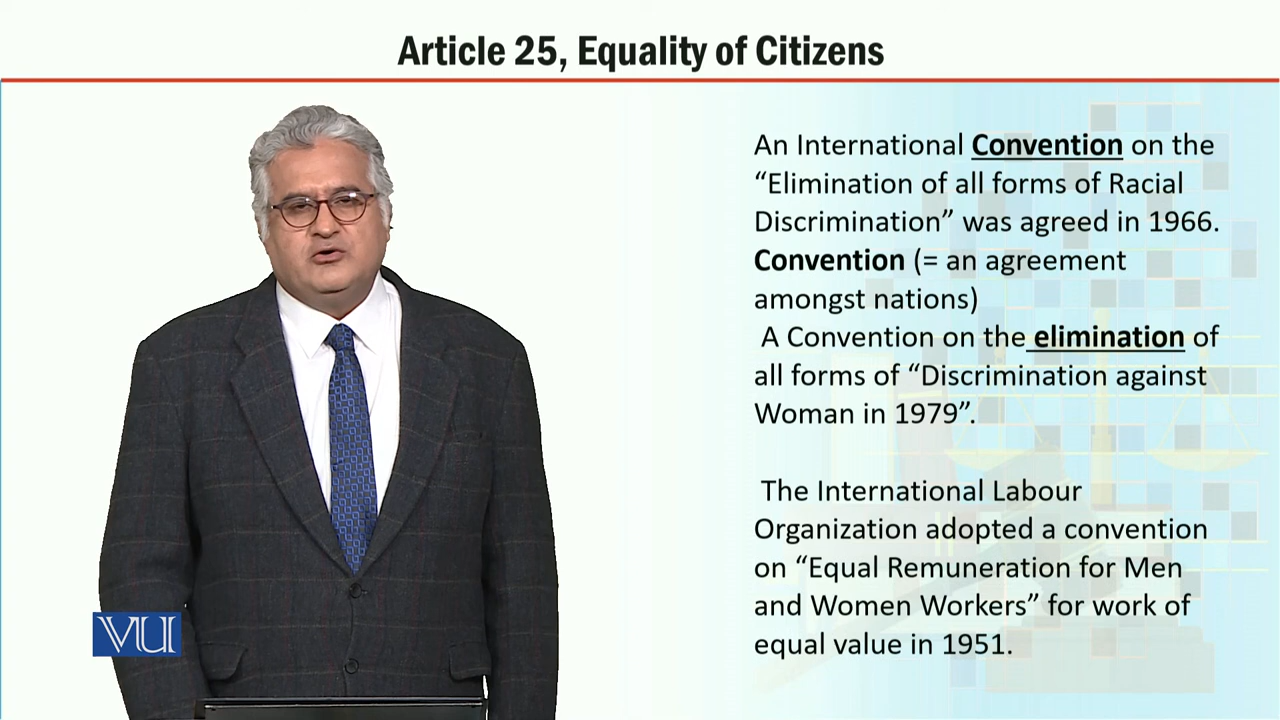 Article 25, Equality of Citizens
An International Convention on the
“Elimination of all forms of Racial
Discrimination” was agreed in 1966.
Convention (= an agreement
amongst nations)
A Convention on the elimination of
all forms of “Discrimination against
Woman in 1979”.
The International Labour
Organization adopted a convention
on “Equal Remuneration for Men
and Women Workers” for work of
equal value in 1951.
VU